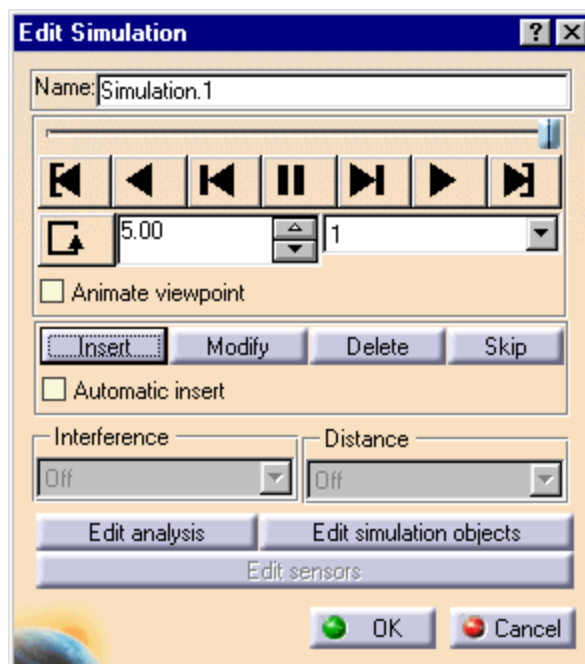 Edit Simulation ? X
Name: Simulation.1
5.00 1
Animate viewpoint
Insert Modify Delete Skip
Automatic insert
Interference Distance
Off Off
Edit analysis Edit simulation objects
Edit sensors
OK Cancel